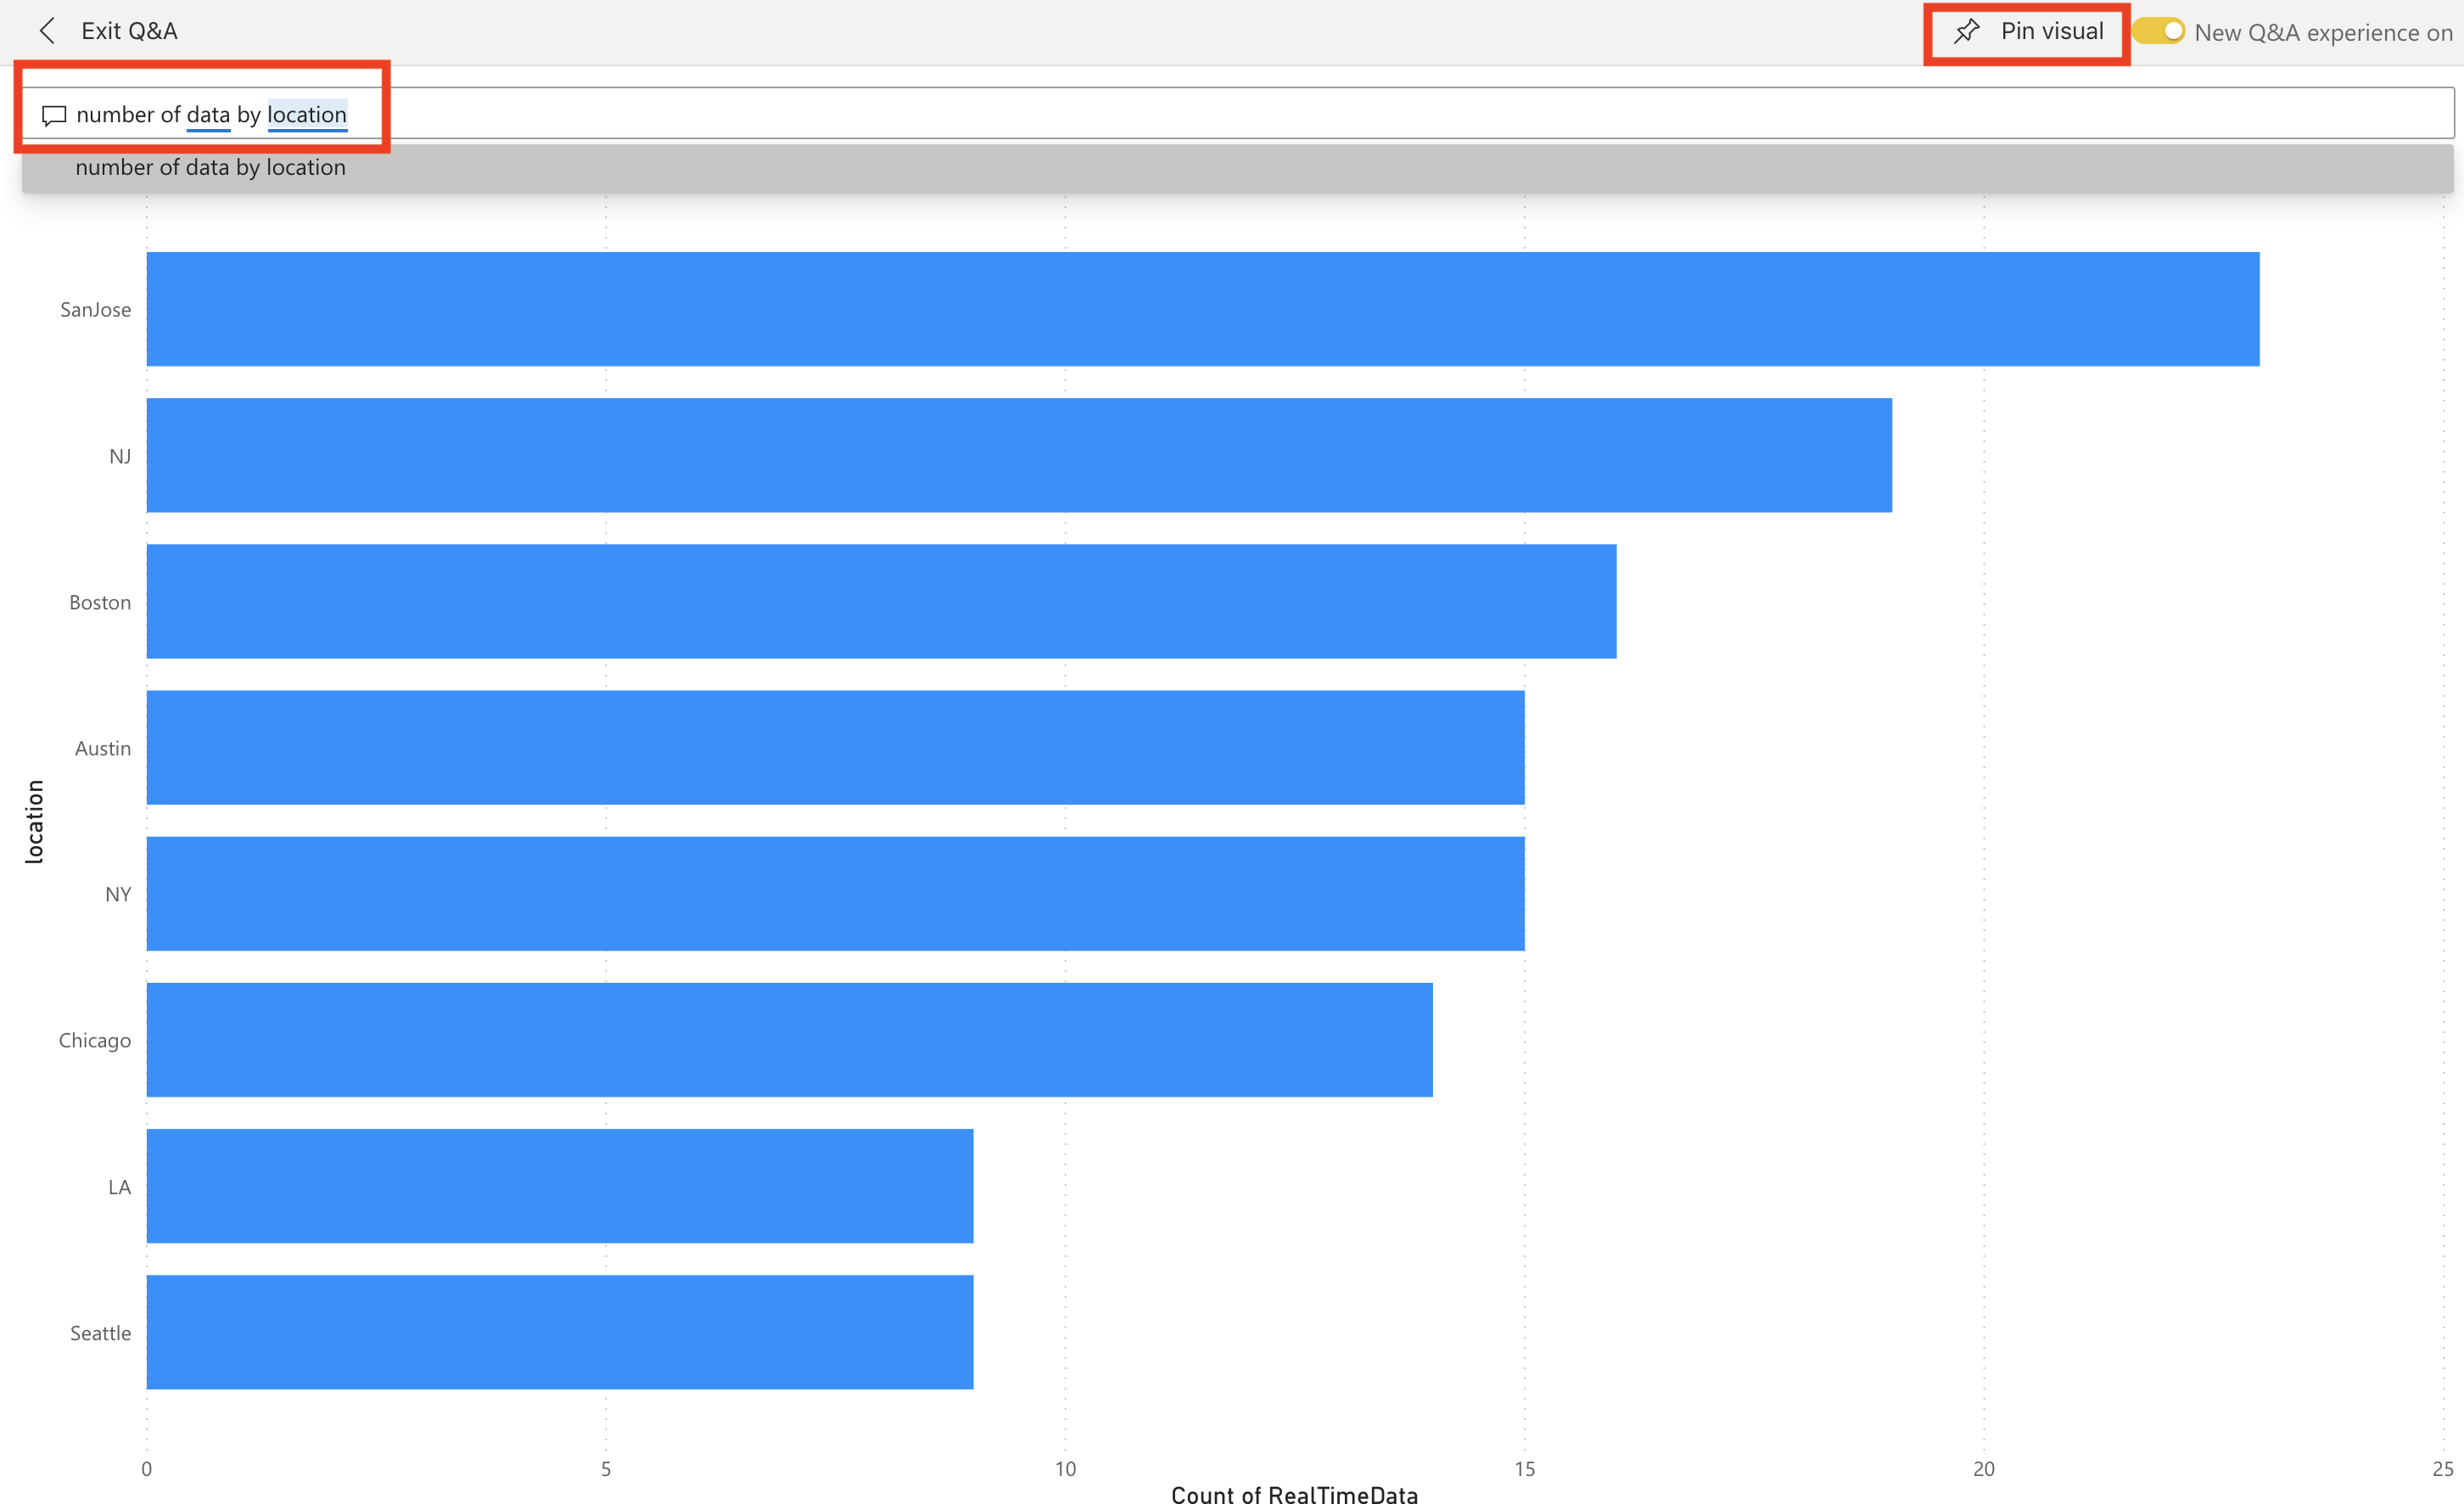 Exit Q&A
Pin visual
New Q&A experience on
number of data by location
number of data by location
SanJose
NJ
Boston
Austin
NY
Chicago
LA
Seattle
location
0 5 10 15 20 25
Count of RealTimeData